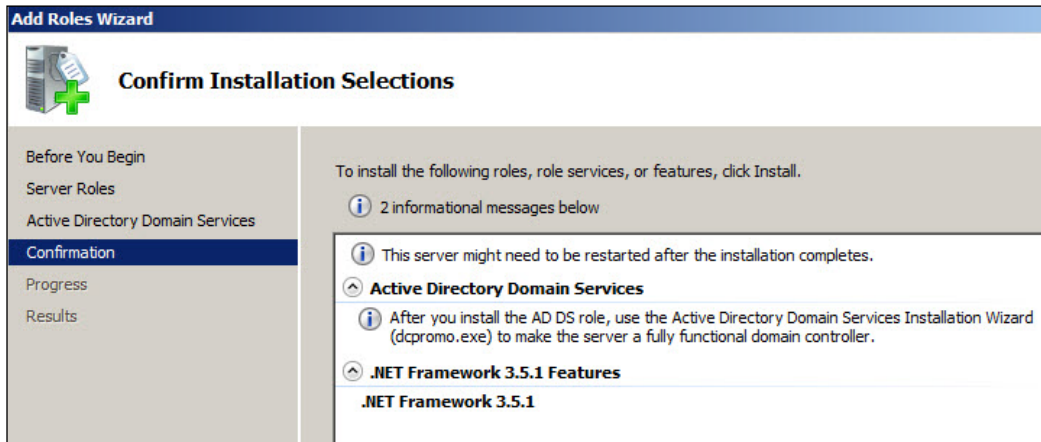 Add Roles Wizard
Confirm Installation Selections
Before You Begin
Server Roles
Active Directory Domain Services
Confirmation
Progress
Results
To install the following roles, role services, or features, click Install.
2 informational messages below
This server might need to be restarted after the installation completes.
Active Directory Domain Services
After you install the AD DS role, use the Active Directory Domain Services Installation Wizard
(dcpromo.exe) to make the server a fully functional domain controller.
.NET Framework 3.5.1 Features
.NET Framework 3.5.1